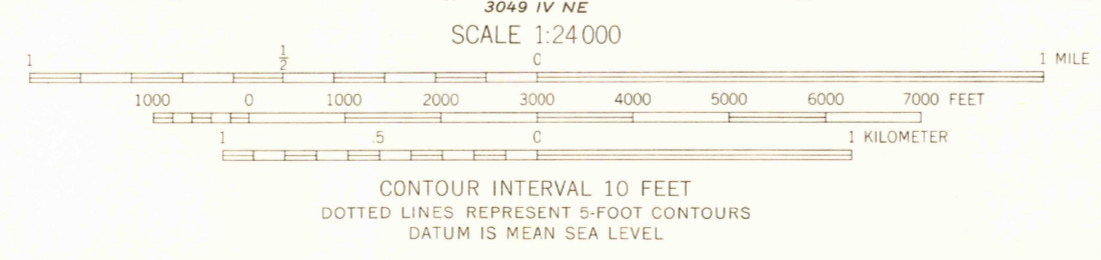 3049 IV NE
SCALE 1:24 000
1 1/2 0 1 MILE
1000 0 1000 2000 3000 4000 5000 6000 7000 FEET
1 .5 0 1 KILOMETER
CONTOUR INTERVAL 10 FEET
DOTTED LINES REPRESENT 5-FOOT CONTOURS
DATUM IS MEAN SEA LEVEL